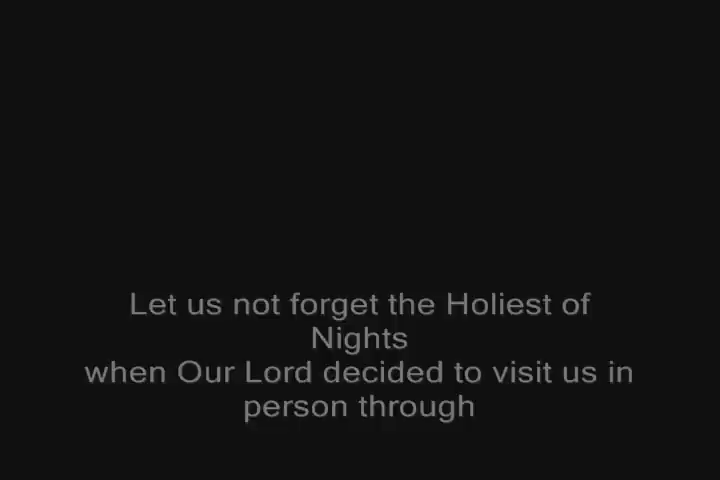 Let us not forget the Holiest of
Nights
when Our Lord decided to visit us in
person through